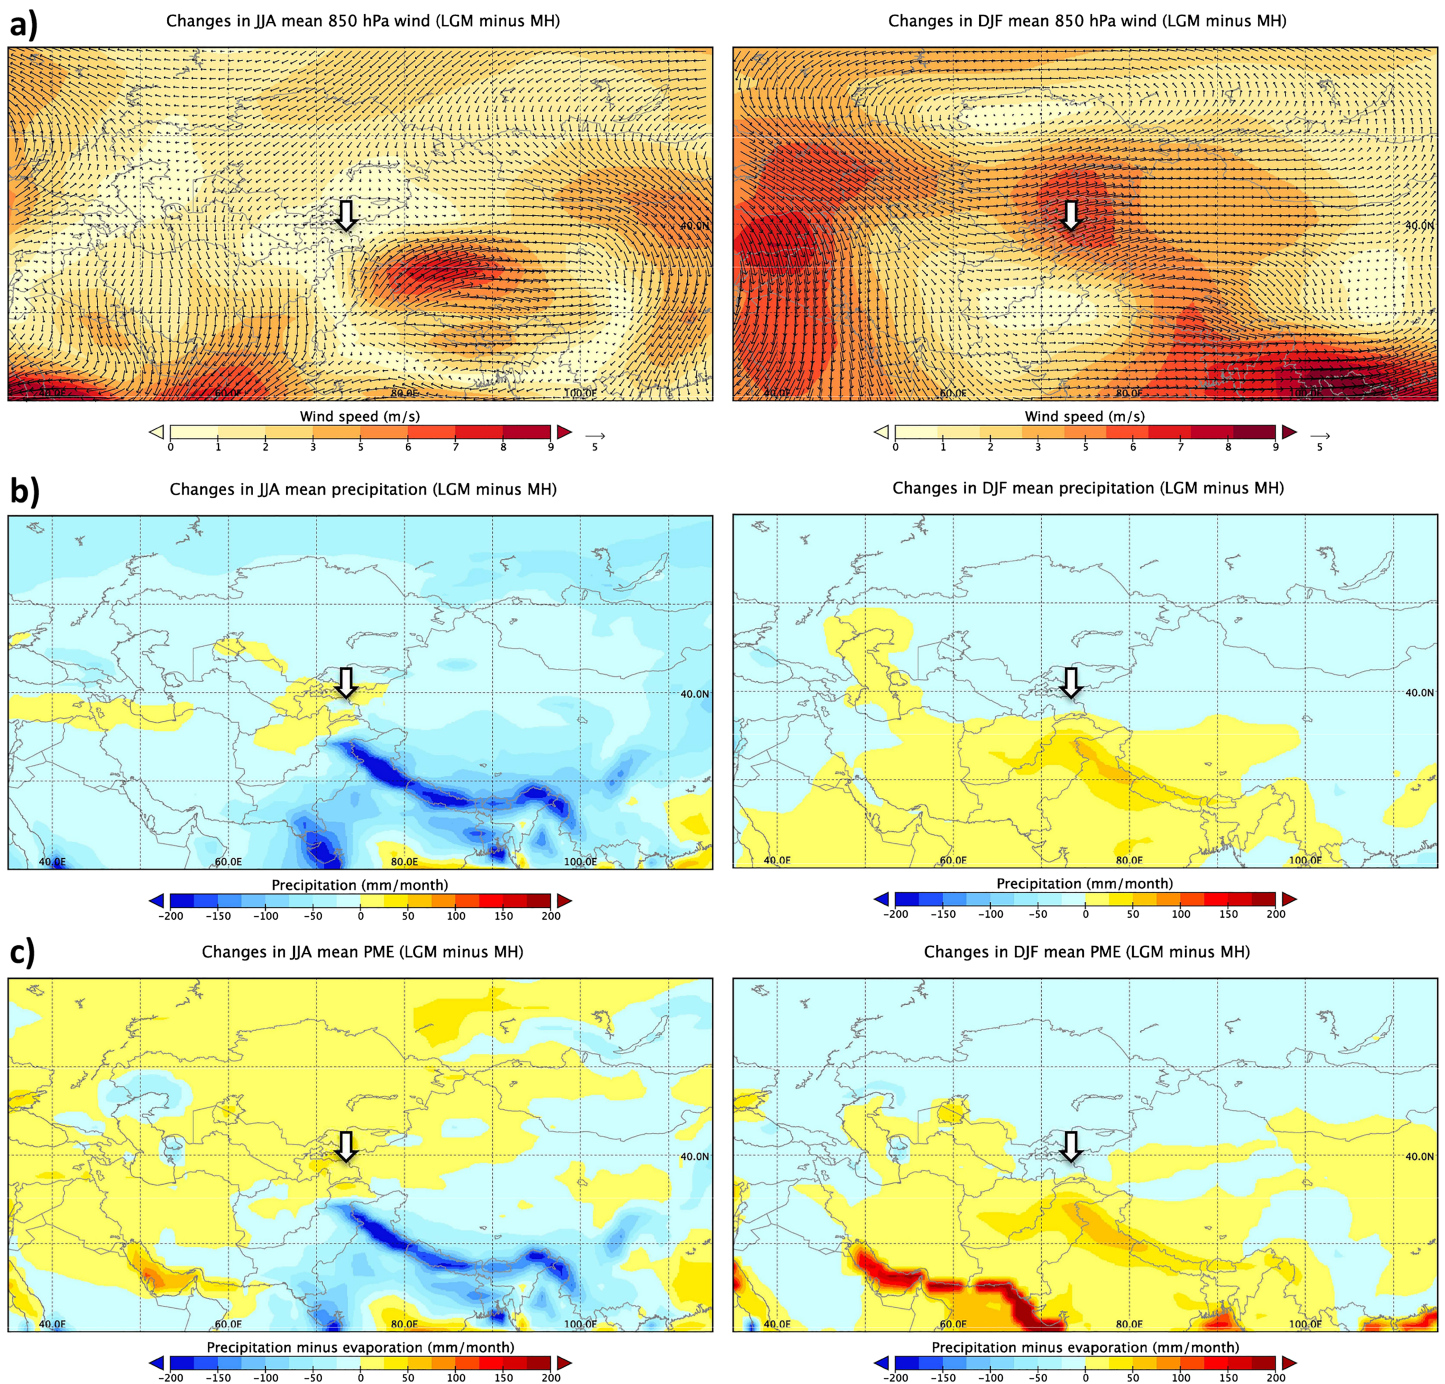 a)
Changes in JJA mean 850 hPa wind (LGM minus MH)
Changes in DJF mean 850 hPa wind (LGM minus MH)
40.0N
40.0N
40.0E 60.0E 80.0E 100.0E
40.0E 60.0E 80.0E 100.0E
Wind speed (m/s)
Wind speed (m/s)
0 1 2 3 5 6 7 8 9 5
0 1 2 3 5 6 7 8 9 5
b)
Changes in JJA mean precipitation (LGM minus MH)
Changes in DJF mean precipitation (LGM minus MH)
40.0N
40.0N
40.0E 60.0E 80.0E 100.0E
40.0E 60.0E 80.0E 100.0E
Precipitation (mm/month)
Precipitation (mm/month)
−200 −150 −100 −50 0 50 100 150 200
−200 −150 −100 −50 0 50 100 150 200
c)
Changes in JJA mean PME (LGM minus MH)
Changes in DJF mean PME (LGM minus MH)
40.0N
40.0N
40.0E 60.0E 80.0E 100.0E
40.0E 60.0E 80.0E 100.0E
Precipitation minus evaporation (mm/month)
Precipitation minus evaporation (mm/month)
−200 −150 −100 −50 0 50 100 150 200
−200 −150 −100 −50 0 50 100 150 200